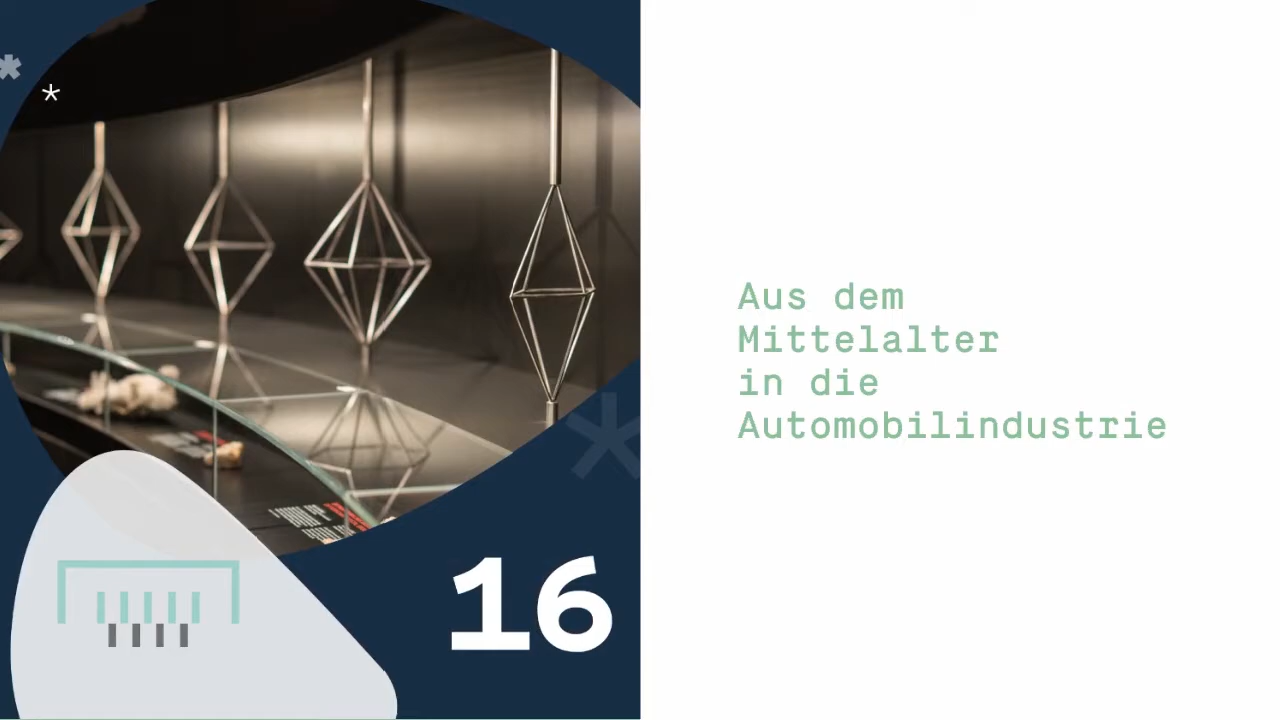 16
Aus dem
Mittelalter
in die
Automobilindustrie